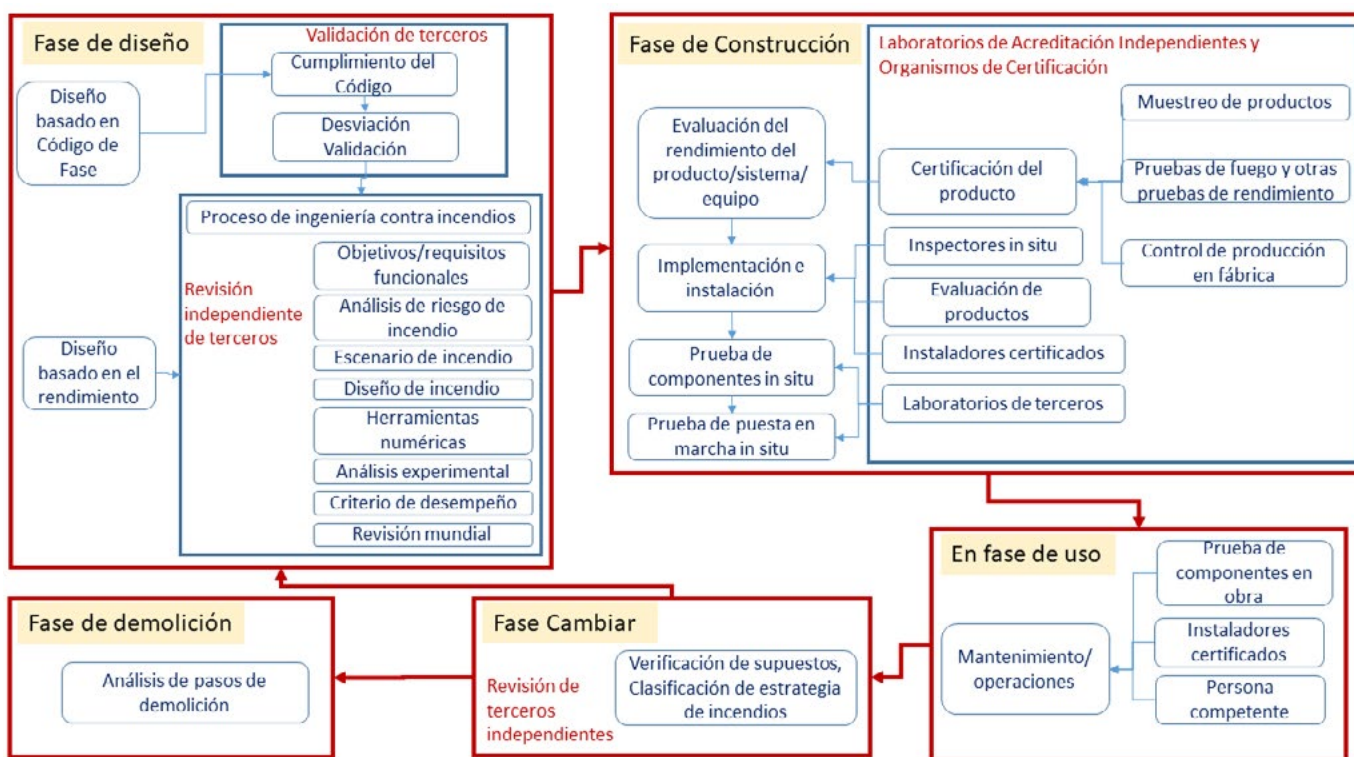 Fase de diseño
Validación de terceros
Cumplimiento del
Código
Diseño
basado en
Código de
Fase
Desviación
Validación
Proceso de ingeniería contra incendios
Objetivos/requisitos
funcionales
Revisión
independiente
de terceros
Análisis de riesgo de
incendio
Escenario de incendio
Diseño
basado en el
rendimiento
Diseño de incendio
Herramientas
numéricas
Análisis experimental
Criterio de desempeño
Revisión mundial
Fase de Construcción
Laboratorios de Acreditación Independientes y
Organismos de Certificación
Evaluación del
rendimiento del
producto/sistema/
equipo
Certificación del
producto
Muestreo de productos
Pruebas de fuego y otras
pruebas de rendimiento
Control de producción
en fábrica
Implementación e
instalación
Inspectores in situ
Evaluación de
productos
Instaladores certificados
Prueba de
componentes in situ
Laboratorios de terceros
Prueba de puesta en
marcha in situ
En fase de uso
Prueba de
componentes en
obra
Mantenimiento/
operaciones
Instaladores
certificados
Persona
competente
Fase Cambiar
Revisión de
terceros
independientes
Verificación de supuestos,
Clasificación de estrategia
de incendios
Fase de demolición
Análisis de pasos de
demolición